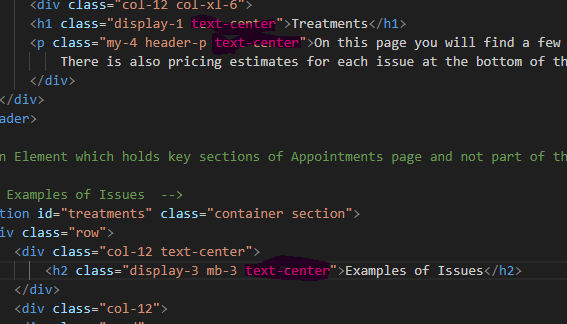 <div class="col-12 col-xl-6">
<h1 class="display-1 text-center">Treatments</h1>
<p class="my-4 header-p text-center">On this page you will find a few
There is also pricing estimates for each issue at the bottom of th
</div>
</div>
ader>
n Element which holds key sections of Appointments page and not part of th
Examples of Issues -->
tion id="treatments" class="container section">
iv class="row">
<div class="col-12 text-center">
<h2 class="display-3 mb-3 text-center">Examples of Issues</h2>
</div>
<div class="col-12">